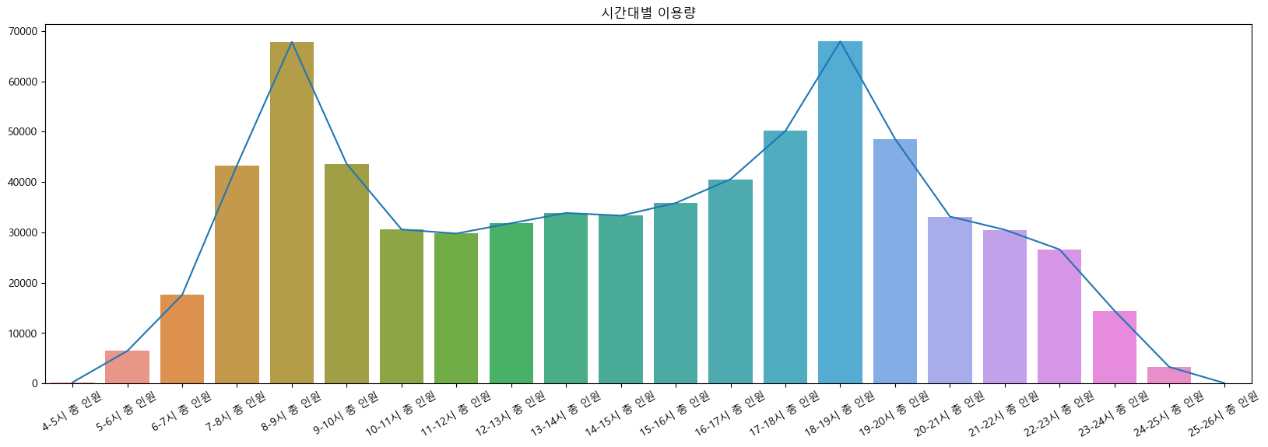 시간대별 이용량
70000
60000
50000
40000
30000
20000
10000
0
4-5시 총 인원
5-6시 총 인원
6-7시 총 인원
7-8시 총 인원
8-9시 총 인원
9-10시 총 인원
10-11시 총 인원
11-12시 총 인원
12-13시 총 인원
13-14시 총 인원
14-15시 총 인원
15-16시 총 인원
16-17시 총 인원
17-18시 총 인원
18-19시 총 인원
19-20시 총 인원
20-21시 총 인원
21-22시 총 인원
22-23시 총 인원
23-24시 총 인원
24-25시 총 인원
25-26시 총 인원